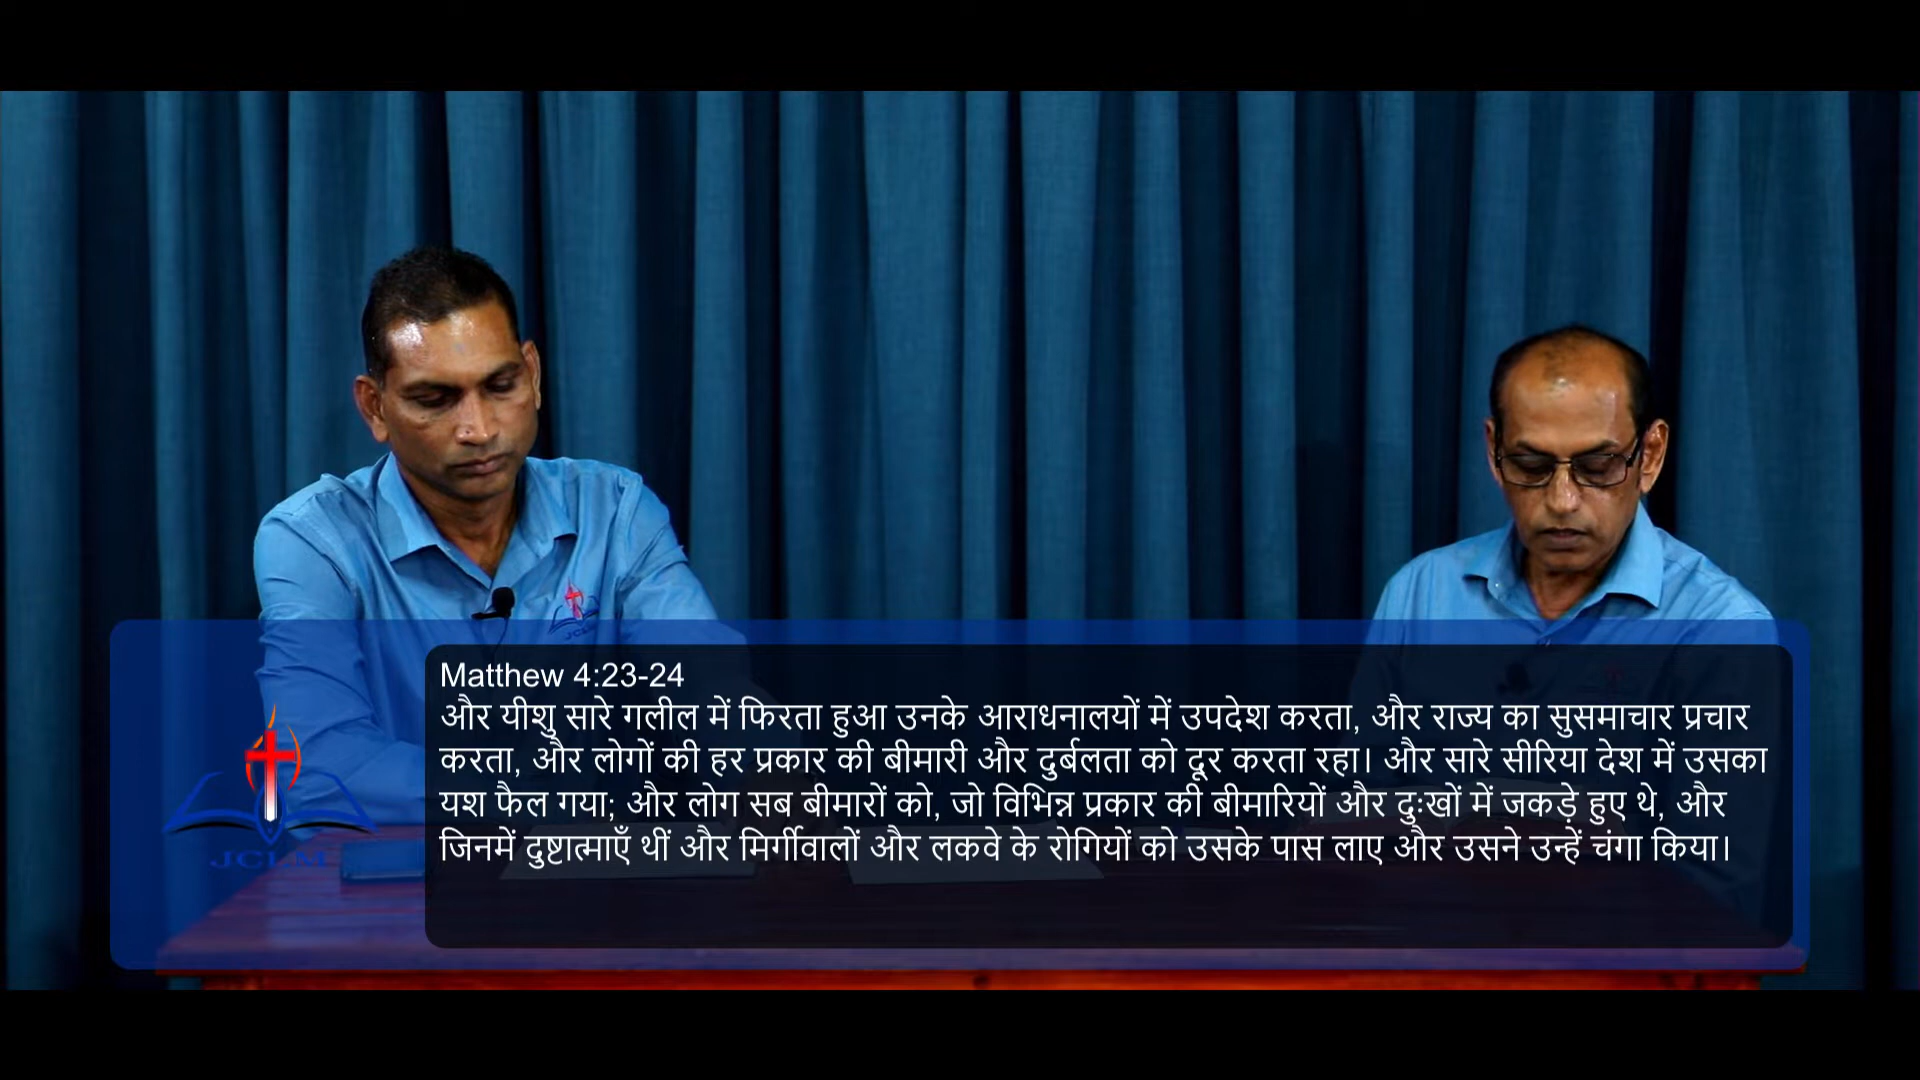 Matthew 4:23-24
और यीशु सारे गलील में फिरता हुआ उनके आराधनालयों में उपदेश करता, और राज्य का सुसमाचार प्रचार
करता, और लोगों की हर प्रकार की बीमारी और दुर्बलता को दूर करता रहा। और सारे सीरिया देश में उसका
यश फैल गया; और लोग सब बीमारों को, जो विभिन्न प्रकार की बीमारियों और दुःखों में जकड़े हुए थे, और
जिनमें दुष्टात्माएँ थीं और मिर्गीवालों और लकवे के रोगियों को उसके पास लाए और उसने उन्हें चंगा किया।
JCLM